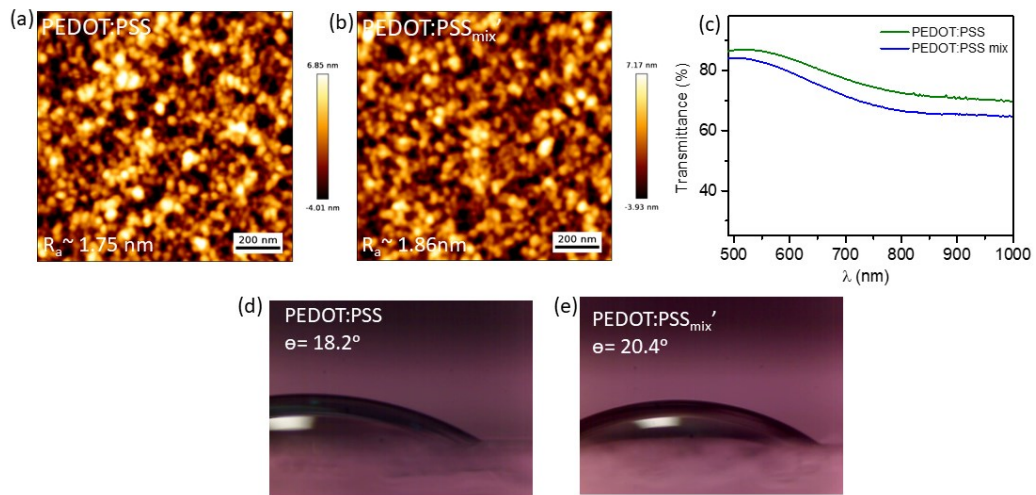 (a)
PEDOT:PSS
Rₐ~ 1.75 nm
200 nm
6.85 nm
-4.01 nm
(b)
PEDOT:PSSₘᵢₓ’
Rₐ~ 1.86nm
200 nm
7.17 nm
-3.93 nm
(c)
PEDOT:PSS
PEDOT:PSS mix
Transmittance (%)
80
60
40
500 600 700 800 900 1000
λ (nm)
(d)
PEDOT:PSS
ɵ= 18.2º
(e)
PEDOT:PSSₘᵢₓ’
ɵ= 20.4º